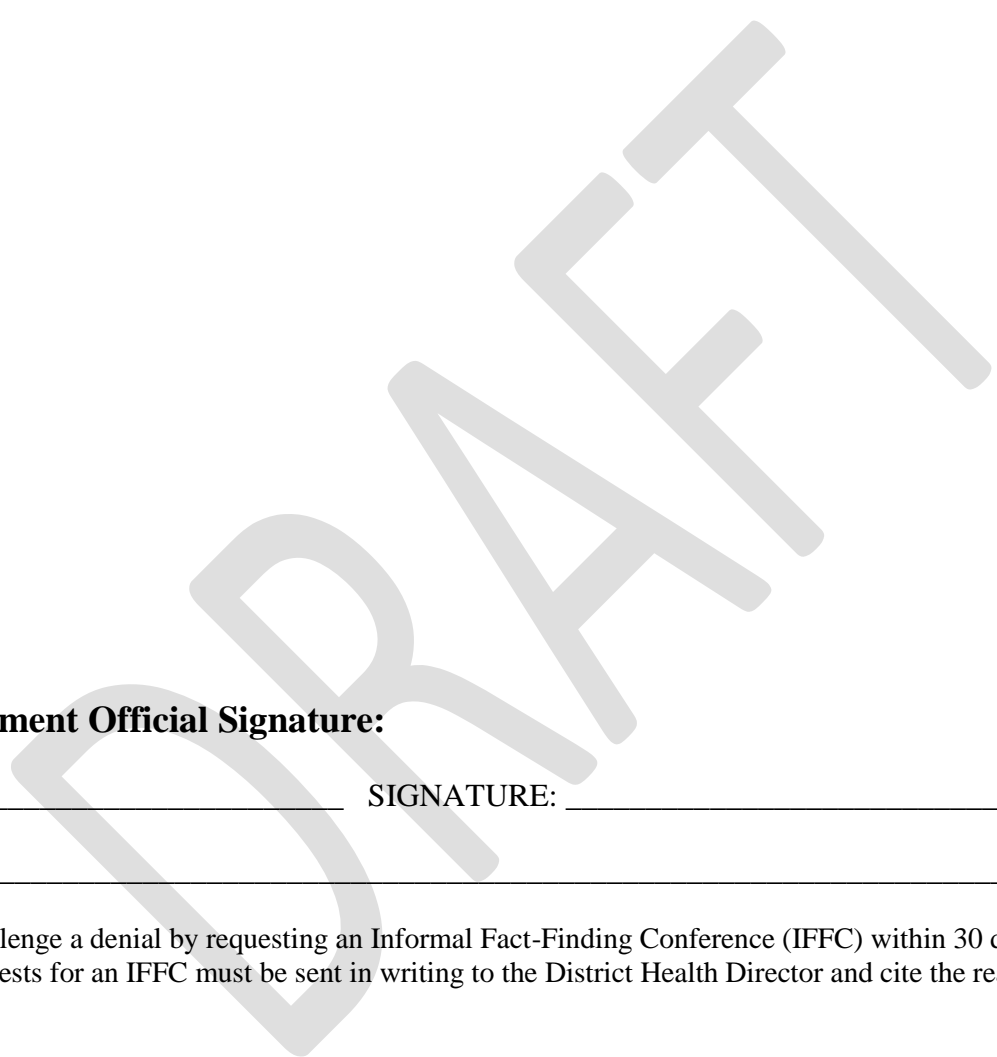 DRAFT
ment Official Signature:
SIGNATURE:
lenge a denial by requesting an Informal Fact-Finding Conference (IFFC) within 30
ests for an IFFC must be sent in writing to the District Health Director and cite the